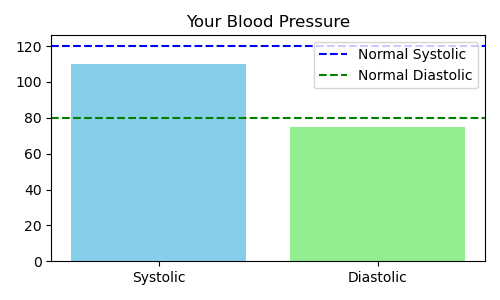 Your Blood Pressure
120
100
80
60
40
20
0
Normal Systolic
Normal Diastolic
Systolic
Diastolic